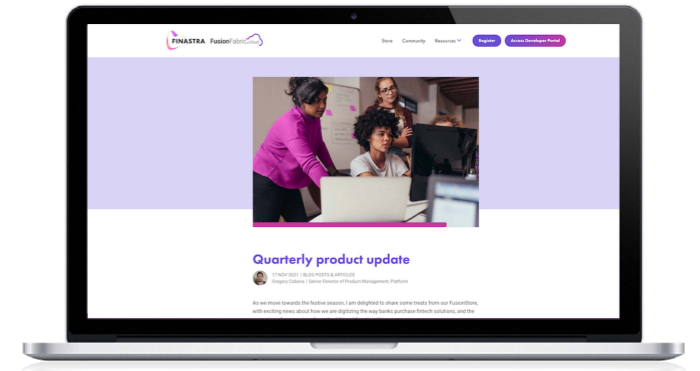 FINASTRA FusionFabric.cloud
Store Community Resources Register Access Developer Portal
Quarterly product update
17 NOV 2021 | BLOG POSTS & ARTICLES
Gregory Cobena | Senior Director of Product Management, Platform
As we move towards the festive season, I am delighted to share some treats from our FusionStore,
with exciting news about how we are digitizing the way banks purchase fintech solutions, and the